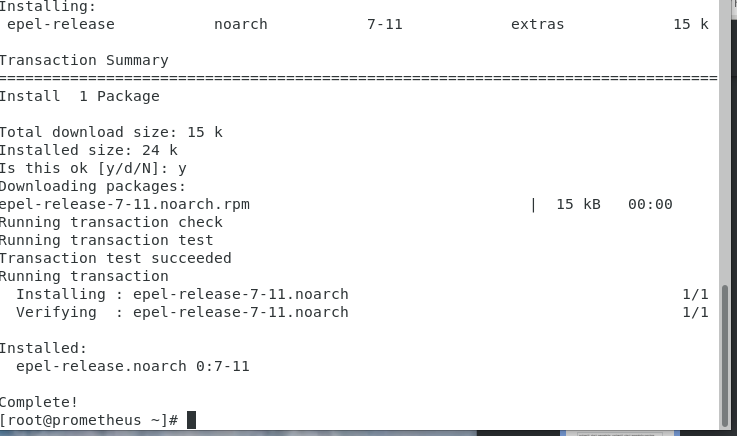 Installing:
epel-release noarch 7-11 extras 15 k
Transaction Summary
================================================================================
Install 1 Package
Total download size: 15 k
Installed size: 24 k
Is this ok [y/d/N]: y
Downloading packages:
epel-release-7-11.noarch.rpm | 15 kB 00:00
Running transaction check
Running transaction test
Transaction test succeeded
Running transaction
Installing : epel-release-7-11.noarch 1/1
Verifying : epel-release-7-11.noarch 1/1
Installed:
epel-release.noarch 0:7-11
Complete!
[root@prometheus ~]#